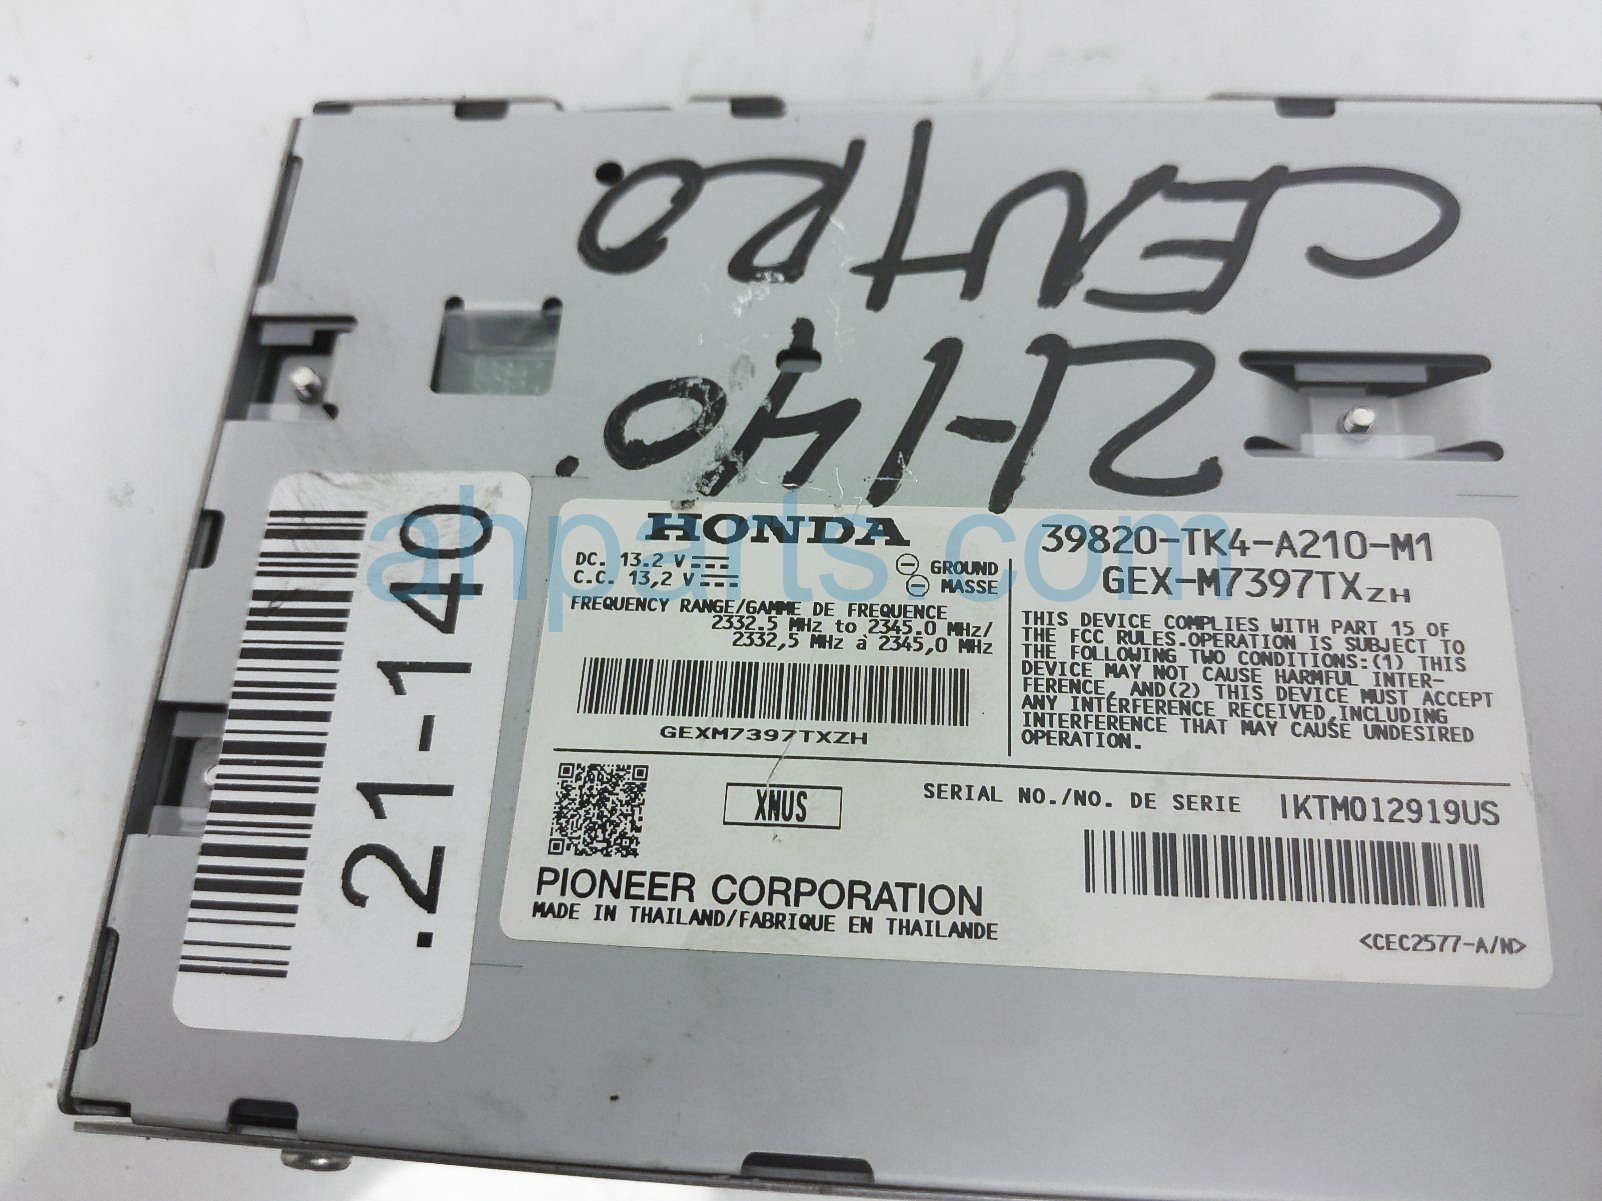 CENTRO.
21-140.
.21-140
HONDA
DC. 13.2 V
C.C. 13,2 V
GROUND
MASSE
FREQUENCY RANGE/GAMME DE FREQUENCE
2332.5 MHz to 2345.0 MHz/
2332,5 MHz à 2345,0 MHz
GEXM7397TXZH
39820-TK4-A210-M1
GEX-M7397TXZH
THIS DEVICE COMPLIES WITH PART 15 OF
THE FCC RULES.OPERATION IS SUBJECT TO
THE FOLLOWING TWO CONDITIONS:(1) THIS
DEVICE MAY NOT CAUSE HARMFUL INTER-
FERENCE, AND(2) THIS DEVICE MUST ACCEPT
ANY INTERFERENCE RECEIVED,INCLUDING
INTERFERENCE THAT MAY CAUSE UNDESIRED
OPERATION.
XNUS
SERIAL NO./NO. DE SERIE IKTM012919US
PIONEER CORPORATION
MADE IN THAILAND/FABRIQUE EN THAILANDE
<CEC2577-A/N>
ahparts.com